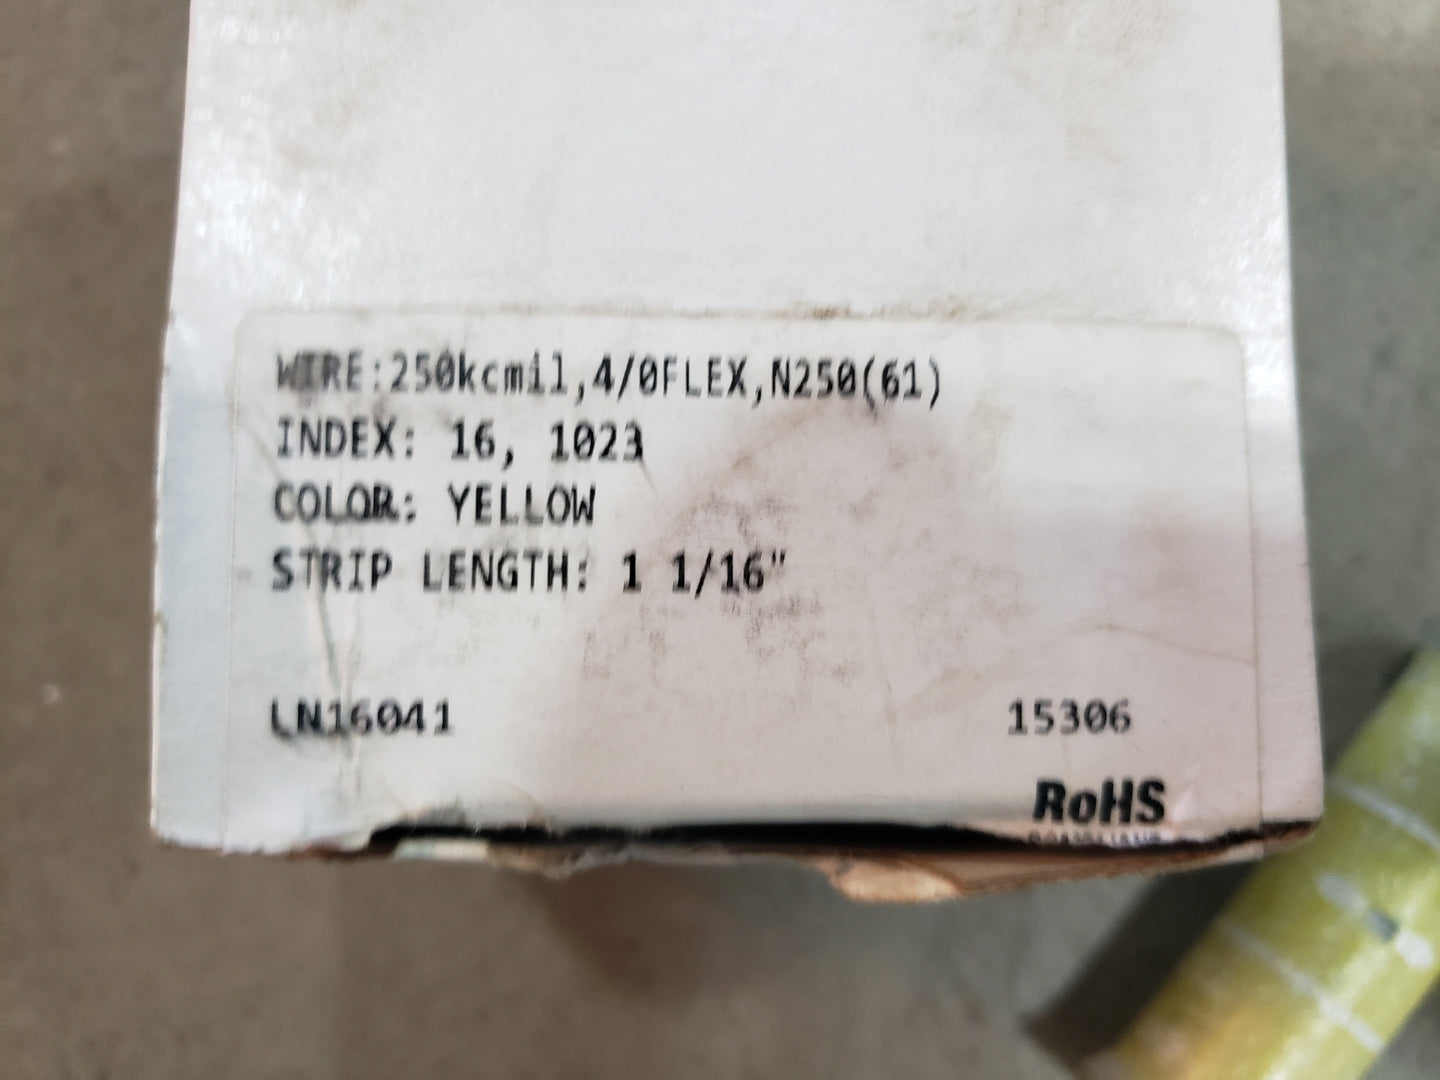 WIRE:250kcmil,4/0FLEX,N250(61)
INDEX: 16, 1023
COLOR: YELLOW
STRIP LENGTH: 1 1/16"
LN16041
15306
RoHS